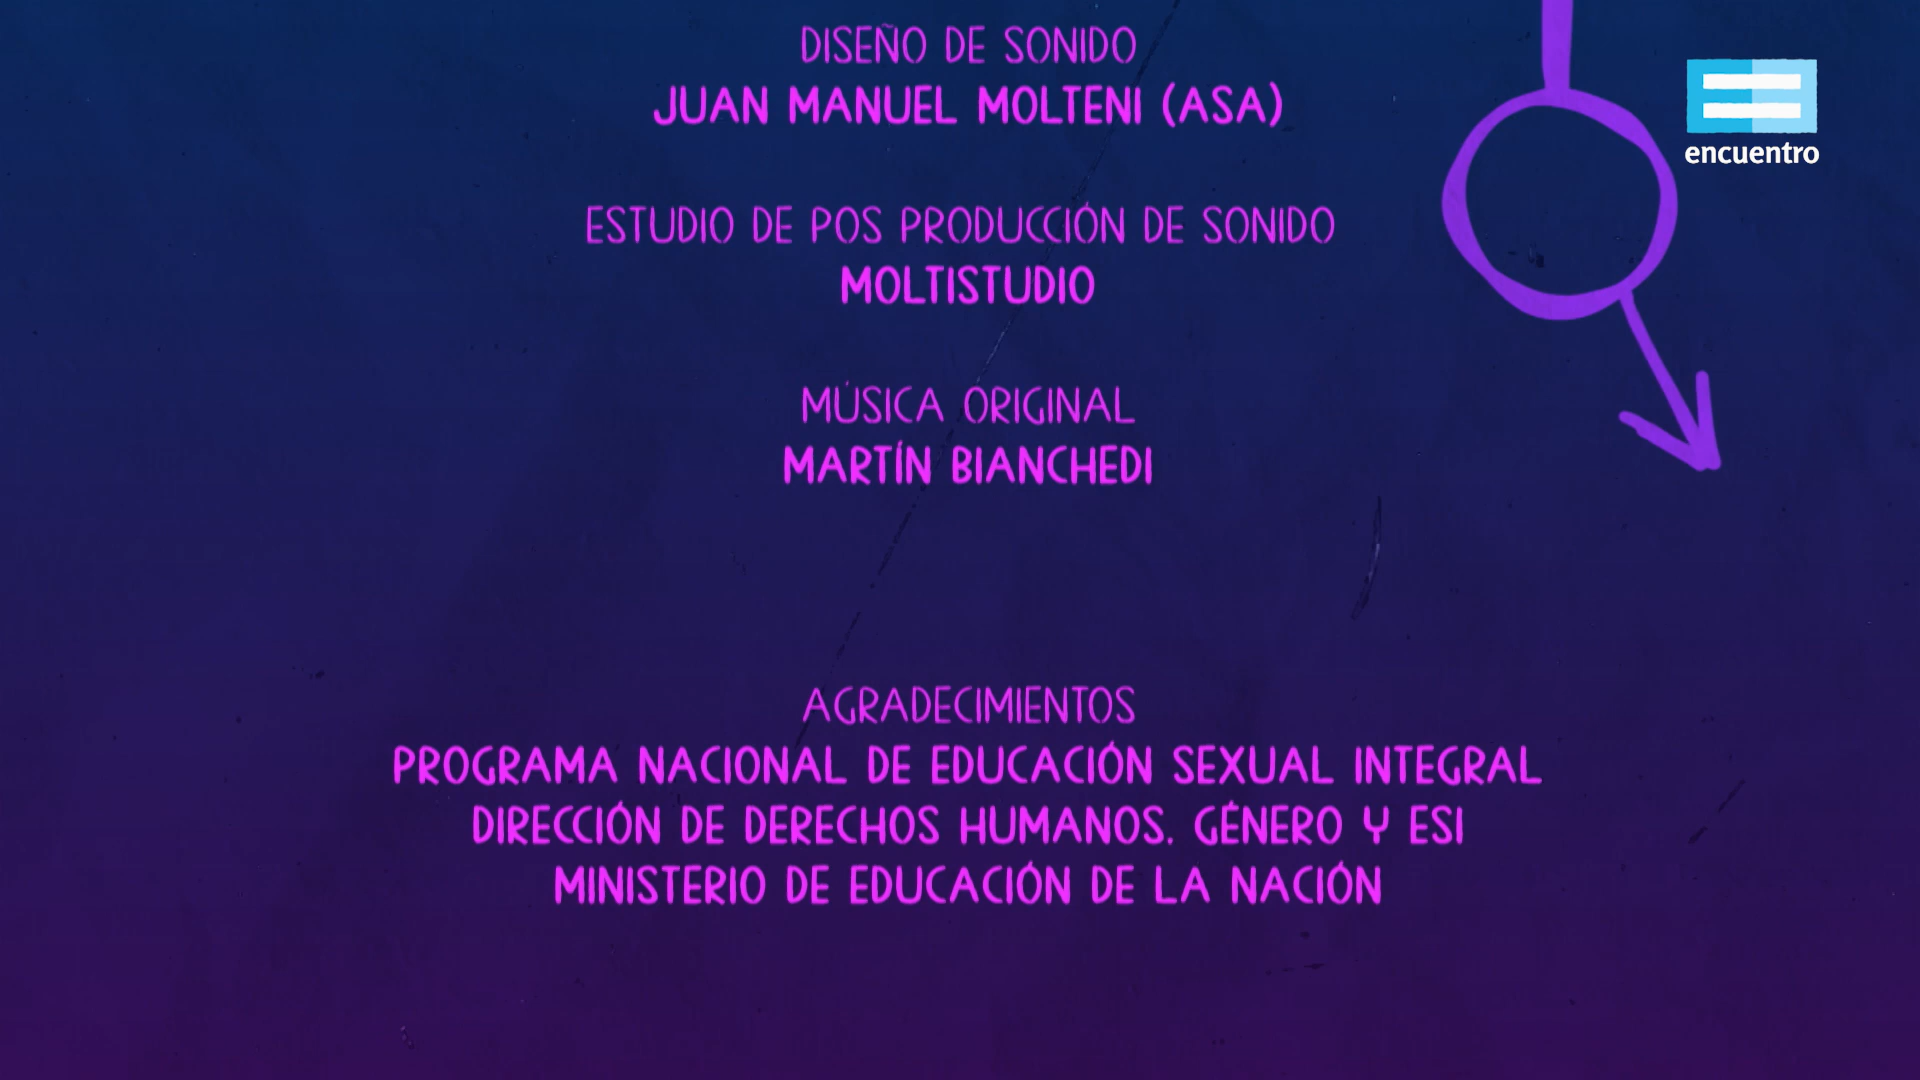 DISEÑO DE SONIDO
JUAN MANUEL MOLTENI (ASA)
encuentro
ESTUDIO DE POS PRODUCCIÓN DE SONIDO
MOLTISTUDIO
MÚSICA ORIGINAL
MARTÍN BIANCHEDI
AGRADECIMIENTOS
PROGRAMA NACIONAL DE EDUCACIÓN SEXUAL INTEGRAL
DIRECCIÓN DE DERECHOS HUMANOS. GÉNERO Y ESI
MINISTERIO DE EDUCACIÓN DE LA NACIÓN